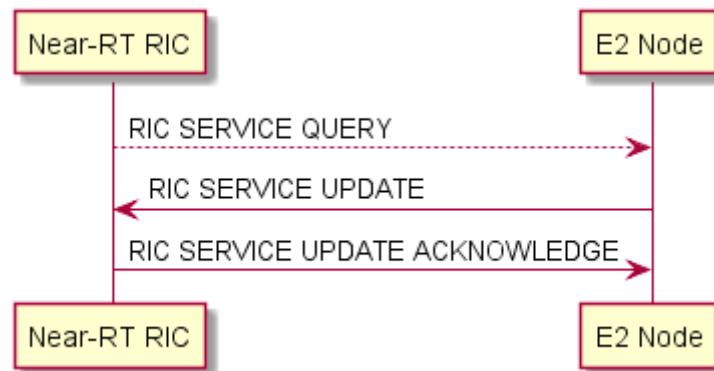 Near-RT RIC
E2 Node
RIC SERVICE QUERY
RIC SERVICE UPDATE
RIC SERVICE UPDATE ACKNOWLEDGE
Near-RT RIC
E2 Node